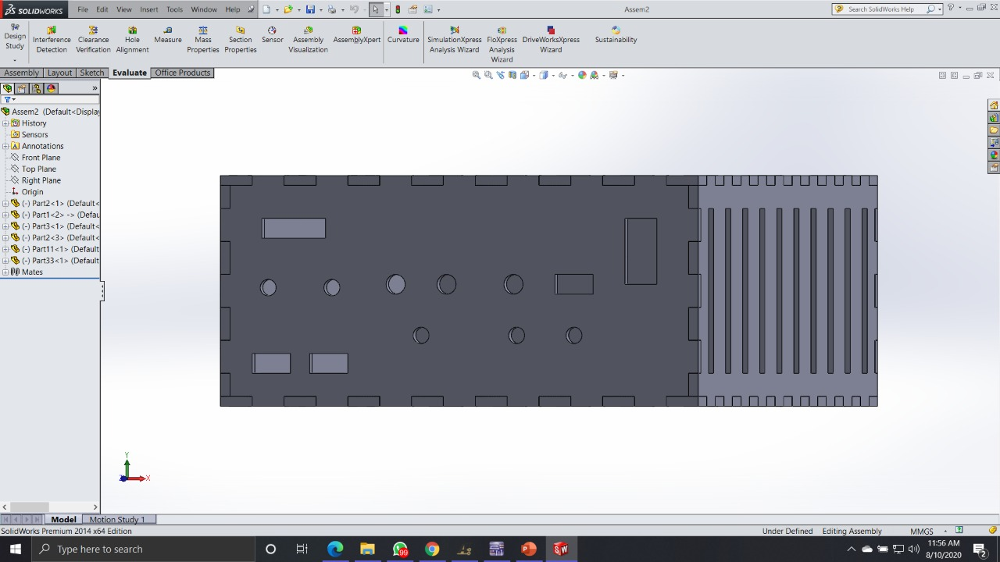 SOLIDWORKS File Edit View Insert Tools Window Help Assem2 Search SolidWorks Help
Design Study Interference Detection Clearance Verification Hole Alignment Measure Mass Properties Section Properties Sensor Assembly Visualization AssemblyXpert Curvature SimulationXpress Analysis Wizard FloXpress Analysis Wizard DriveWorksXpress Wizard Sustainability
Assembly Layout Sketch Evaluate Office Products
Assem2 (Default<Display
History
Sensors
Annotations
Front Plane
Top Plane
Right Plane
Origin
(-) Part2<1> (Default<
(-) Part1<2> -> (Defau
(-) Part3<1> (Default<
(-) Part2<3> (Default<
(-) Part11<1> (Default
(-) Part33<1> (Default
Mates
Y
X
Model Motion Study 1
SolidWorks Premium 2014 x64 Edition Under Defined Editing Assembly MMGS
Type here to search 99 SW 11:56 AM
8/10/2020 2